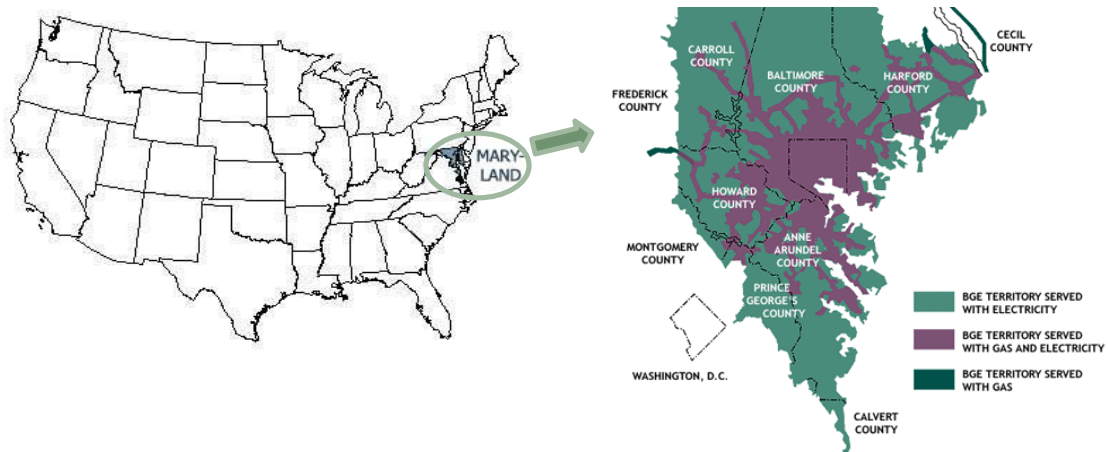 MARY-
LAND
CECIL
COUNTY
CARROLL
COUNTY
BALTIMORE
COUNTY
HARFORD
COUNTY
FREDERICK
COUNTY
HOWARD
COUNTY
MONTGOMERY
COUNTY
ANNE
ARUNDEL
COUNTY
PRINCE
GEORGE'S
COUNTY
WASHINGTON, D.C.
CALVERT
COUNTY
BGE TERRITORY SERVED
WITH ELECTRICITY
BGE TERRITORY SERVED
WITH GAS AND ELECTRICITY
BGE TERRITORY SERVED
WITH GAS